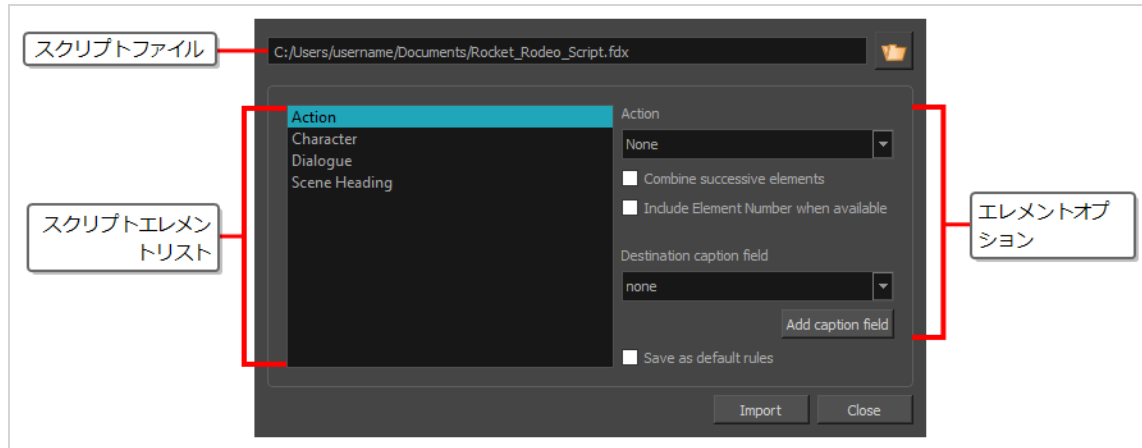 スクリプトファイル
C:/Users/username/Documents/Rocket_Rodeo_Script.fdx
Action
Character
Dialogue
Scene Heading
スクリプトエレメン
トリスト
Action
None
Combine successive elements
Include Element Number when available
Destination caption field
none
Add caption field
Save as default rules
エレメントオプ
ション
Import
Close